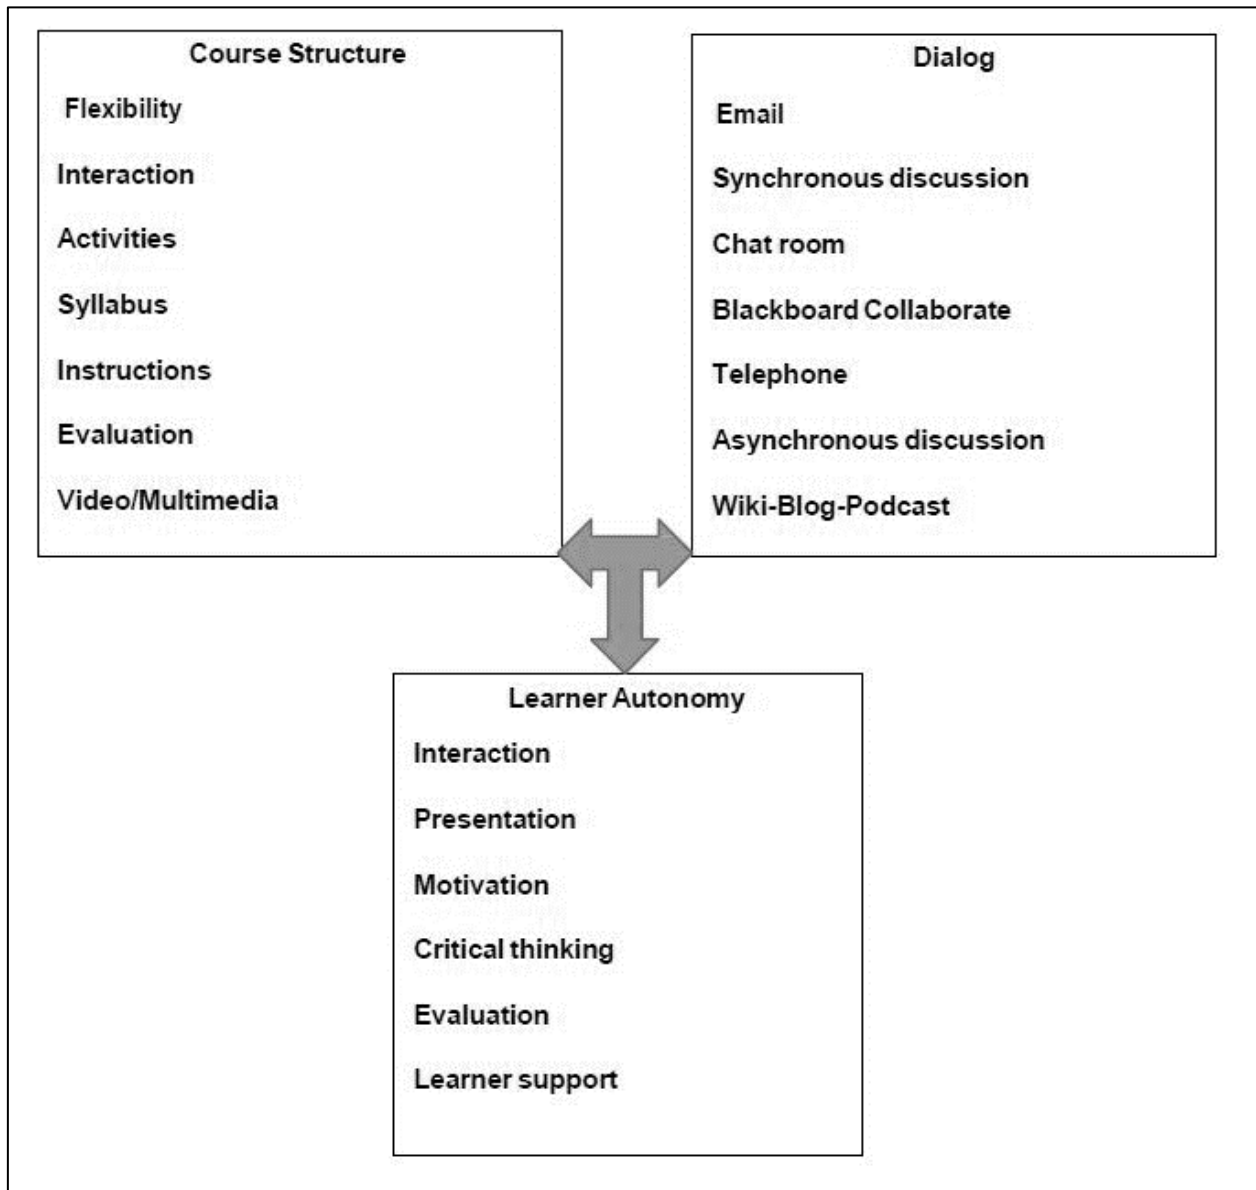 Course Structure
Flexibility
Interaction
Activities
Syllabus
Instructions
Evaluation
Video/Multimedia
Dialog
Email
Synchronous discussion
Chat room
Blackboard Collaborate
Telephone
Asynchronous discussion
Wiki-Blog-Podcast
Learner Autonomy
Interaction
Presentation
Motivation
Critical thinking
Evaluation
Learner support